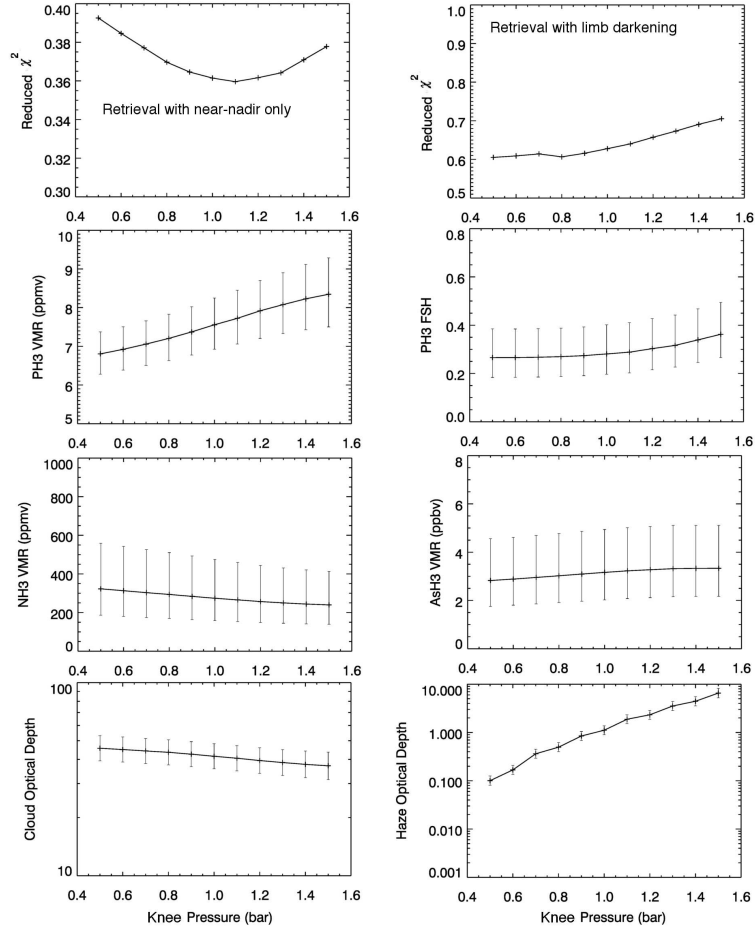 Reduced χ²
0.40
0.38
0.36
0.34
0.32
0.30
Retrieval with near-nadir only
0.4 0.6 0.8 1.0 1.2 1.4 1.6
Reduced χ²
1.0
0.9
0.8
0.7
0.6
0.5
Retrieval with limb darkening
0.4 0.6 0.8 1.0 1.2 1.4 1.6
PH3 VMR (ppmv)
10
9
8
7
6
5
0.4 0.6 0.8 1.0 1.2 1.4 1.6
PH3 FSH
0.8
0.6
0.4
0.2
0.0
0.4 0.6 0.8 1.0 1.2 1.4 1.6
NH3 VMR (ppmv)
1000
800
600
400
200
0
0.4 0.6 0.8 1.0 1.2 1.4 1.6
AsH3 VMR (ppbv)
8
6
4
2
0
0.4 0.6 0.8 1.0 1.2 1.4 1.6
Cloud Optical Depth
100
10
0.4 0.6 0.8 1.0 1.2 1.4 1.6
Knee Pressure (bar)
Haze Optical Depth
10.000
1.000
0.100
0.010
0.001
0.4 0.6 0.8 1.0 1.2 1.4 1.6
Knee Pressure (bar)